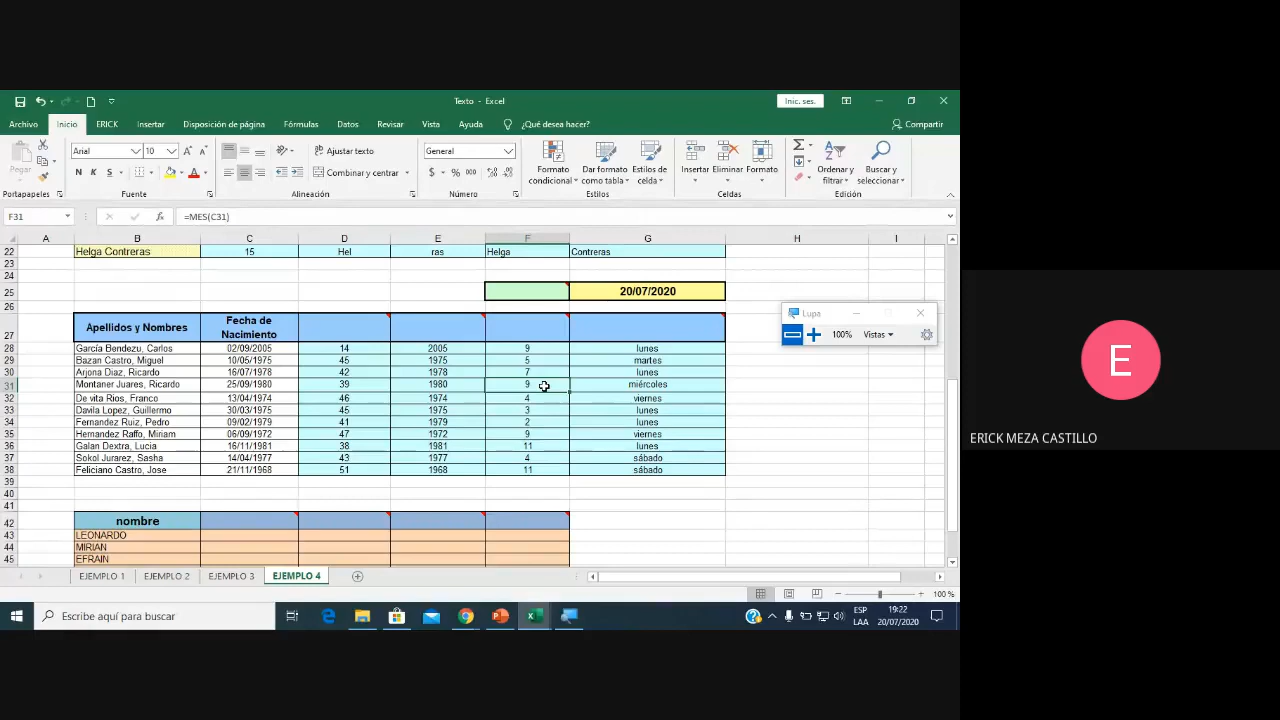 Texto - Excel
Inic. ses.
Archivo Inicio ERICK Insertar Disposición de página Fórmulas Datos Revisar Vista Ayuda ¿Qué desea hacer? Compartir
Pegar
Arial 10
N K S
Ajustar texto
Combinar y centrar
General
$ % 000
Formato condicional
Dar formato como tabla
Estilos de celda
Insertar Eliminar Formato
Ordenar y filtrar
Buscar y seleccionar
Portapapeles Fuente Alineación Número Estilos Celdas Edición
F31 fx =MES(C31)
A B C D E F G H I
22 Helga Contreras 15 Hel ras Helga Contreras
23
24
25 20/07/2020
26
27 Apellidos y Nombres Fecha de Nacimiento
28 García Bendezu, Carlos 02/09/2005 14 2005 9 lunes
29 Bazan Castro, Miguel 10/05/1975 45 1975 5 martes
30 Arjona Diaz, Ricardo 16/07/1978 42 1978 7 lunes
31 Montaner Juares, Ricardo 25/09/1980 39 1980 9 miércoles
32 De vita Rios, Franco 13/04/1974 46 1974 4 viernes
33 Davila Lopez, Guillermo 30/03/1975 45 1975 3 lunes
34 Fernandez Ruiz, Pedro 09/02/1979 41 1979 2 lunes
35 Hernandez Raffo, Miriam 06/09/1972 47 1972 9 viernes
36 Galan Dextra, Lucia 16/11/1981 38 1981 11 lunes
37 Sokol Jurarez, Sasha 14/04/1977 43 1977 4 sábado
38 Feliciano Castro, Jose 21/11/1968 51 1968 11 sábado
39
40
41
42 nombre
43 LEONARDO
44 MIRIAN
45 EFRAIN
Lupa
100% Vistas
EJEMPLO 1 EJEMPLO 2 EJEMPLO 3 EJEMPLO 4
100 %
Escribe aquí para buscar
ESP
LAA
19:22
20/07/2020
E
ERICK MEZA CASTILLO